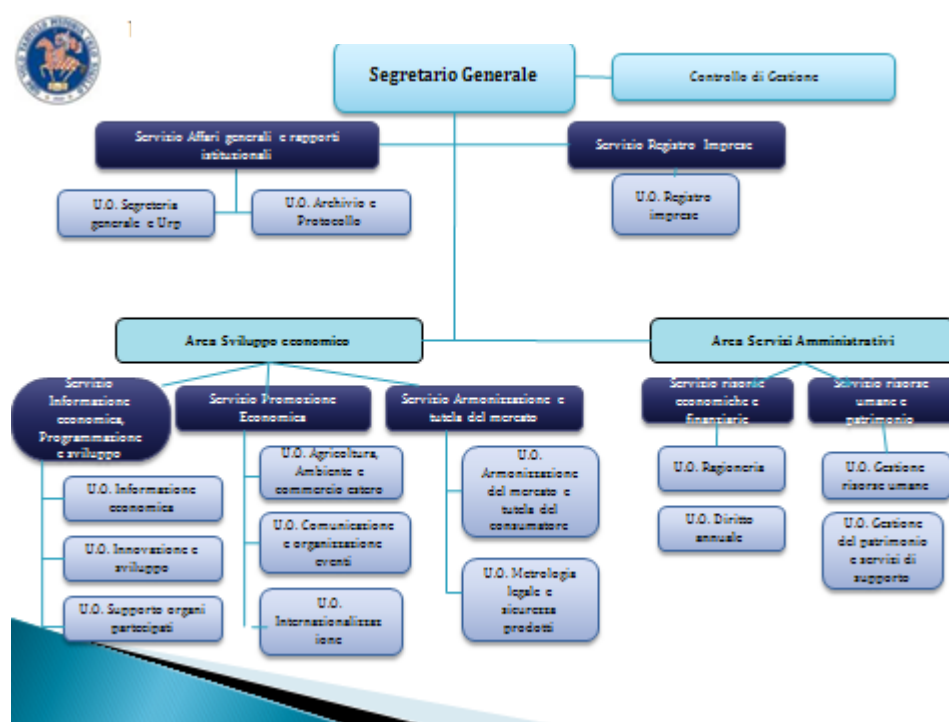 Segretario Generale
Controllo di Gestione
Servizio Affari generali e rapporti
istituzionali
Servizio Registro Imprese
U.O. Segreteria
generale e Urp
U.O. Archivio e
Protocollo
U.O. Registro
imprese
Area Sviluppo economico
Area Servizi Amministrativi
Servizio
Informazione
economica,
Programmazione
e sviluppo
Servizio Promozione
Economica
Servizio Armonizzazione e
tutela del mercato
Servizio risorse
economiche e
finanziarie
Servizio risorse
umane e
patrimonio
U.O. Informazione
economica
U.O. Innovazione e
sviluppo
U.O. Supporto organi
partecipati
U.O. Agricoltura,
Ambiente e
commercio estero
U.O. Comunicazione
e organizzazione
eventi
U.O.
Internazionalizzaz
ione
U.O.
Armonizzazione
del mercato e
tutela del
consumatore
U.O. Metrologia
legale e
sicurezza
prodotti
U.O. Ragioneria
U.O. Diritto
annuale
U.O. Gestione
risorse umane
U.O. Gestione
del patrimonio
e servizi di
supporto